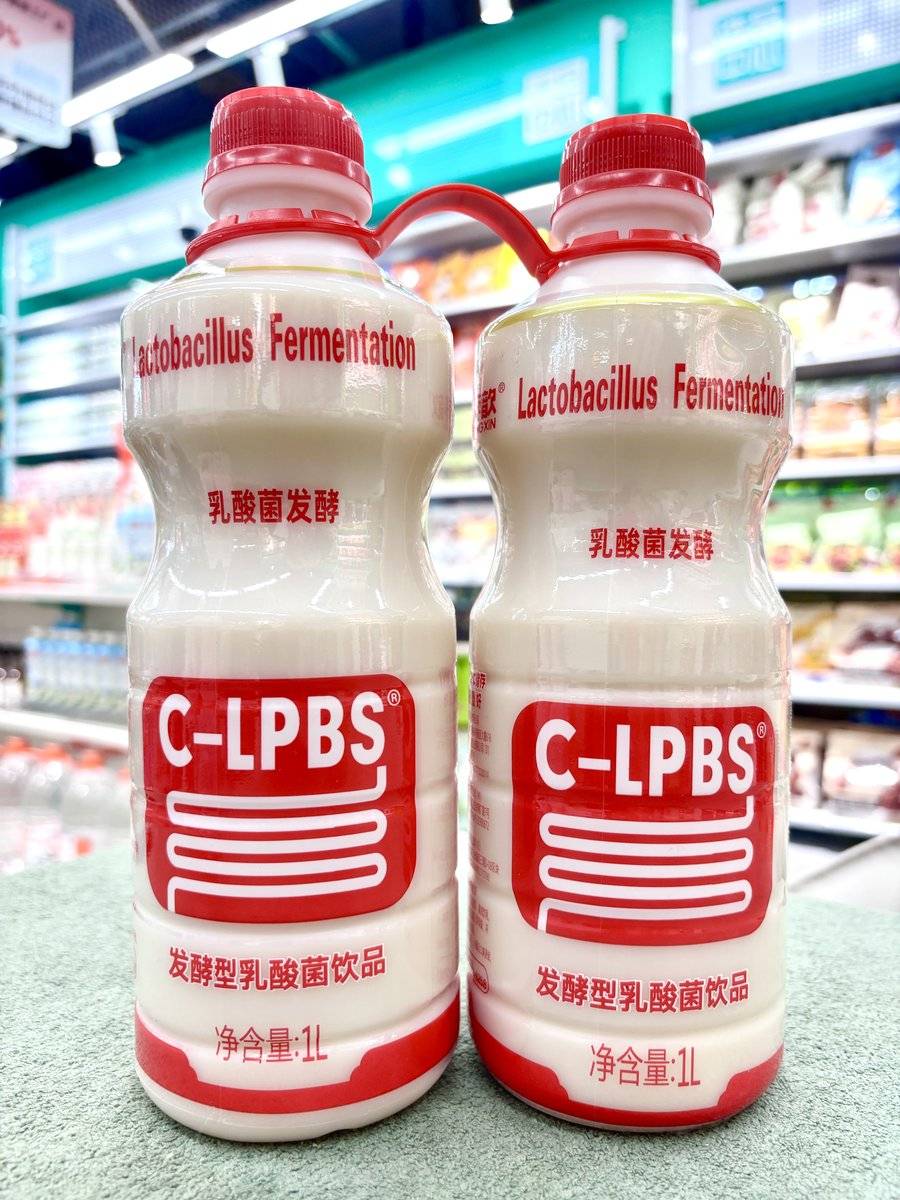 Lactobacillus Fermentation
乳酸菌发酵
C-LPBS®
发酵型乳酸菌饮品
净含量:1L
Lactobacillus Fermentation
乳酸菌发酵
C-LPBS®
发酵型乳酸菌饮品
净含量:1L